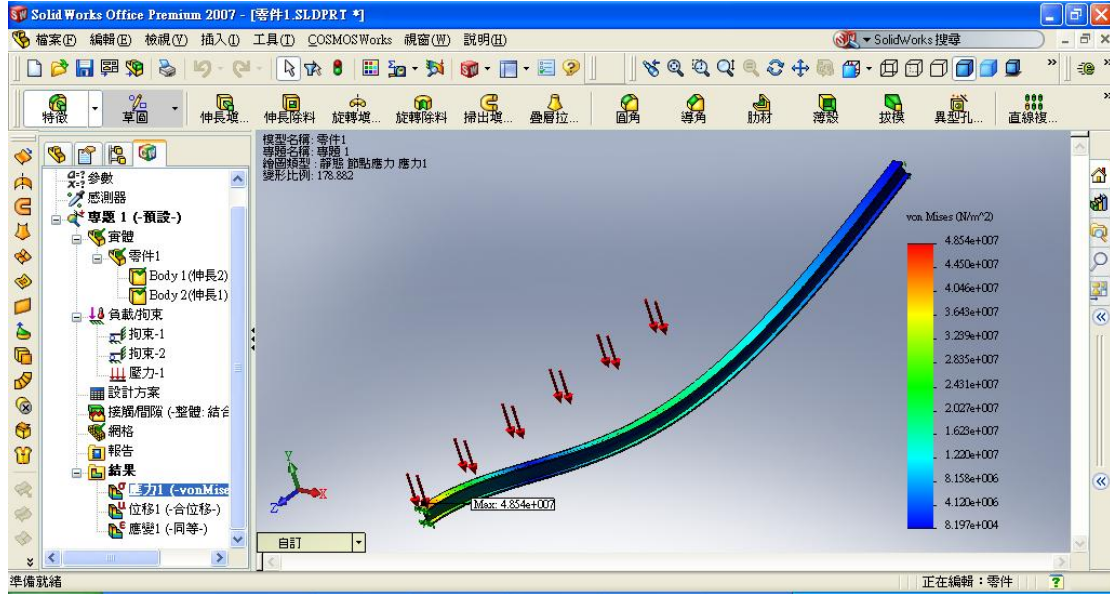 SolidWorks Office Premium 2007 - [零件1.SLDPRT *]
檔案(F) 編輯(E) 檢視(V) 插入(I) 工具(T) COSMOSWorks 視窗(W) 說明(H)
SolidWorks 搜尋
特徵 草圖 伸長填... 伸長除料 旋轉填... 旋轉除料 掃出填... 疊層拉... 圓角 導角 肋材 薄殼 拔模 異型孔... 直線複...
參數
感測器
專題 1 (-預設-)
實體
零件1
Body 1(伸長2)
Body 2(伸長1)
負載/拘束
拘束-1
拘束-2
壓力-1
設計方案
接觸/間隙 (-整體: 結合
網格
報告
結果
應力1 (-vonMise
位移1 (-合位移-)
應變1 (-同等-)
模型名稱: 零件1
專題名稱: 專題 1
繪圖類型: 靜態 節點應力 應力1
變形比例: 178.882
von Mises (N/m^2)
4.854e+007
4.450e+007
4.046e+007
3.643e+007
3.239e+007
2.835e+007
2.431e+007
2.027e+007
1.623e+007
1.220e+007
8.158e+006
4.120e+006
8.197e+004
Y
X
Z
Max: 4.854e+007
自訂
準備就緒
正在編輯：零件